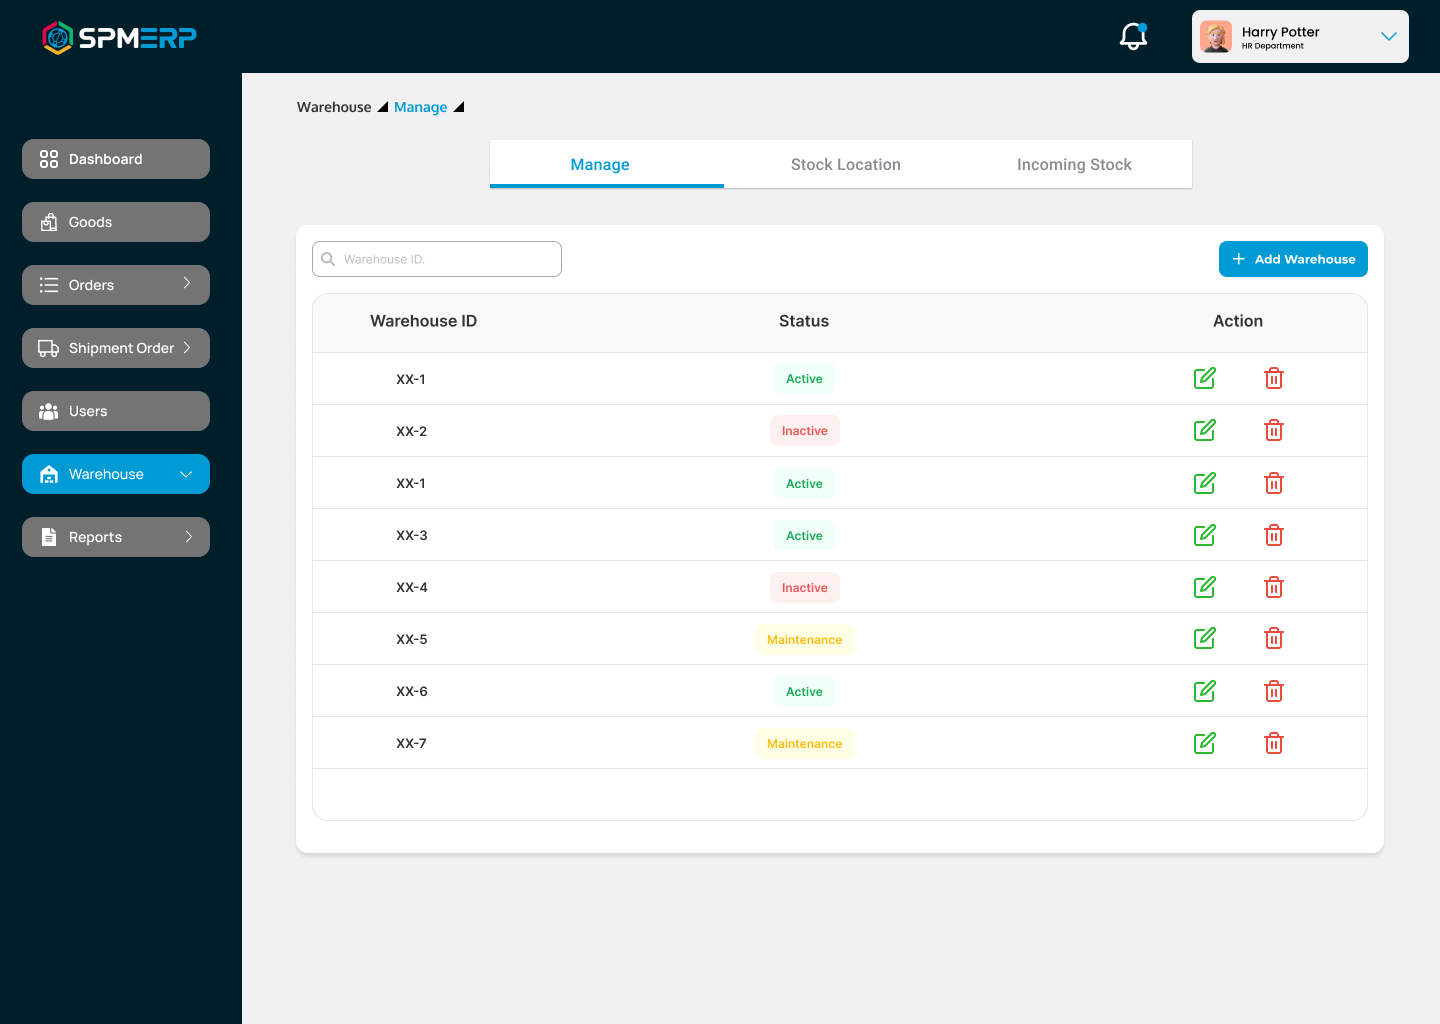 SPMERP
Harry Potter
HR Department
Warehouse Manage
Dashboard
Goods
Orders
Shipment Order
Users
Warehouse
Reports
Manage Stock Location Incoming Stock
Warehouse ID.
+ Add Warehouse
Warehouse ID Status Action
XX-1 Active
XX-2 Inactive
XX-1 Active
XX-3 Active
XX-4 Inactive
XX-5 Maintenance
XX-6 Active
XX-7 Maintenance